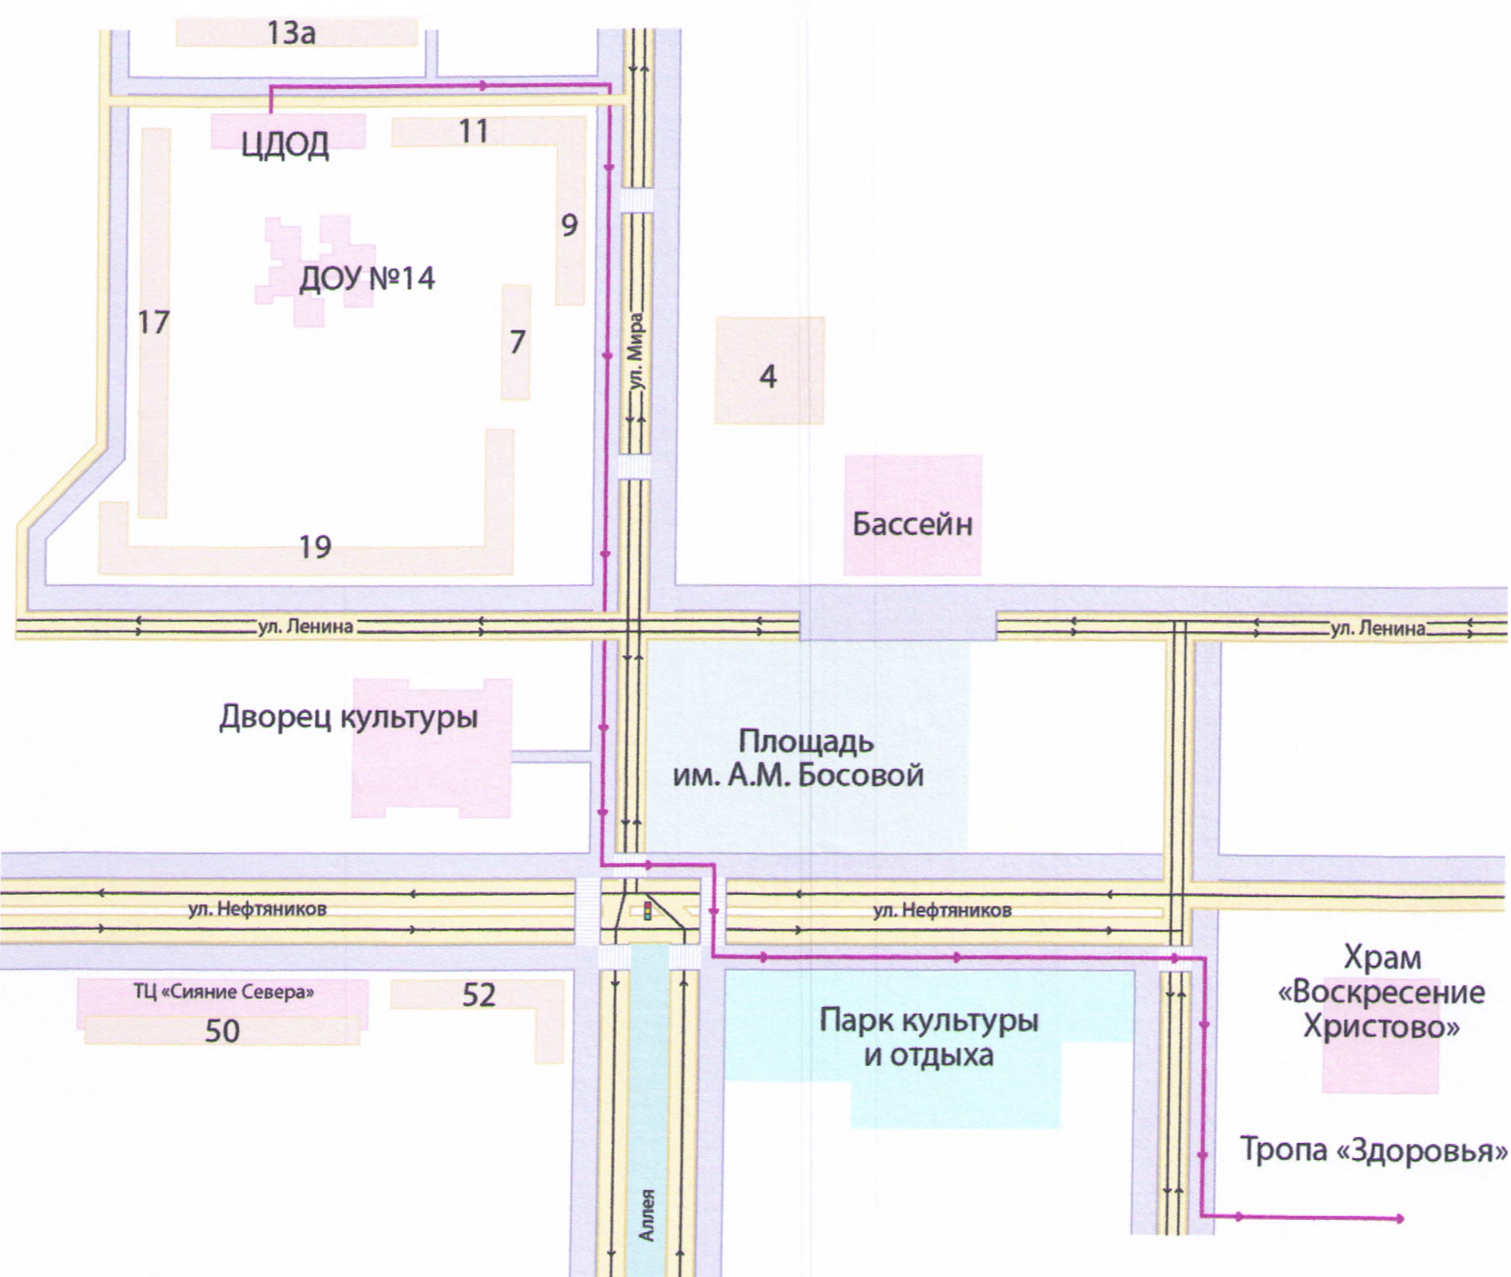 13а
ЦДОД
11
9
ДОУ №14
17
7
ул. Мира
4
Бассейн
19
ул. Ленина
ул. Ленина
Дворец культуры
Площадь
им. А.М. Босовой
ул. Нефтяников
ул. Нефтяников
Храм
«Воскресение
Христово»
ТЦ «Сияние Севера»
52
50
Парк культуры
и отдыха
Тропа «Здоровья»
Аллея